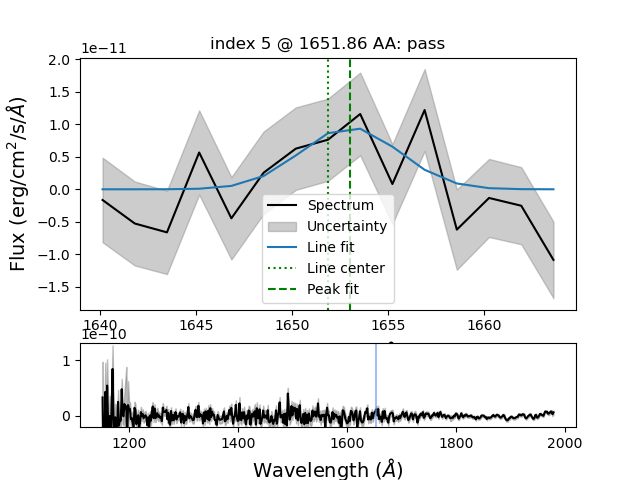 index 5 @ 1651.86 AA: pass
1e−11
2.0
1.5
1.0
0.5
0.0
−0.5
−1.0
−1.5
Flux (erg/cm²/s/Å)
Spectrum
Uncertainty
Line fit
Line center
Peak fit
1640 1645 1650 1655 1660
1e−10
1
0
1200 1400 1600 1800 2000
Wavelength (Å)